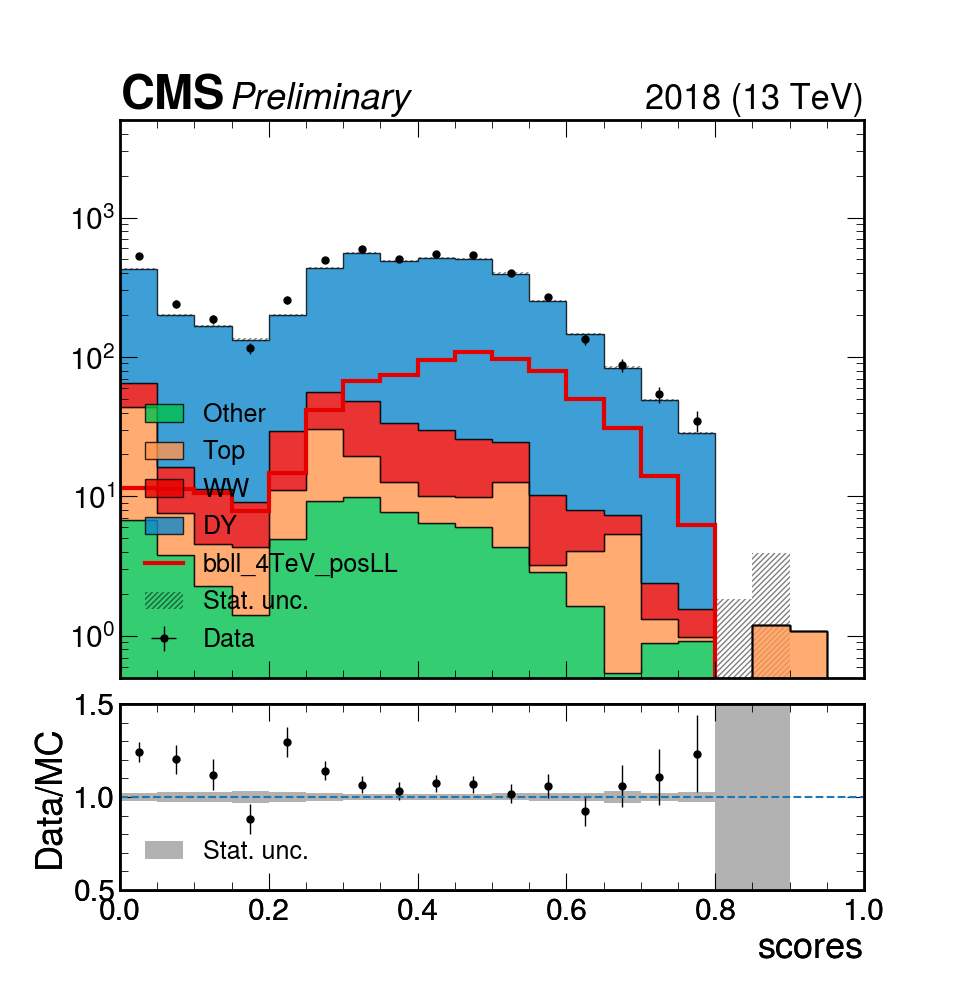 CMS Preliminary 2018 (13 TeV)
10³
10²
10¹
10⁰
Other
Top
WW
DY
bbll_4TeV_posLL
Stat. unc.
Data
1.5
1.0
0.5
Data/MC
Stat. unc.
0.0 0.2 0.4 0.6 0.8 1.0
scores